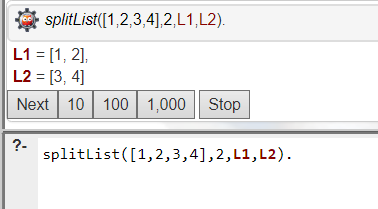 splitList([1,2,3,4],2,L1,L2).
L1 = [1, 2],
L2 = [3, 4]
Next 10 100 1,000 Stop
?- splitList([1,2,3,4],2,L1,L2).